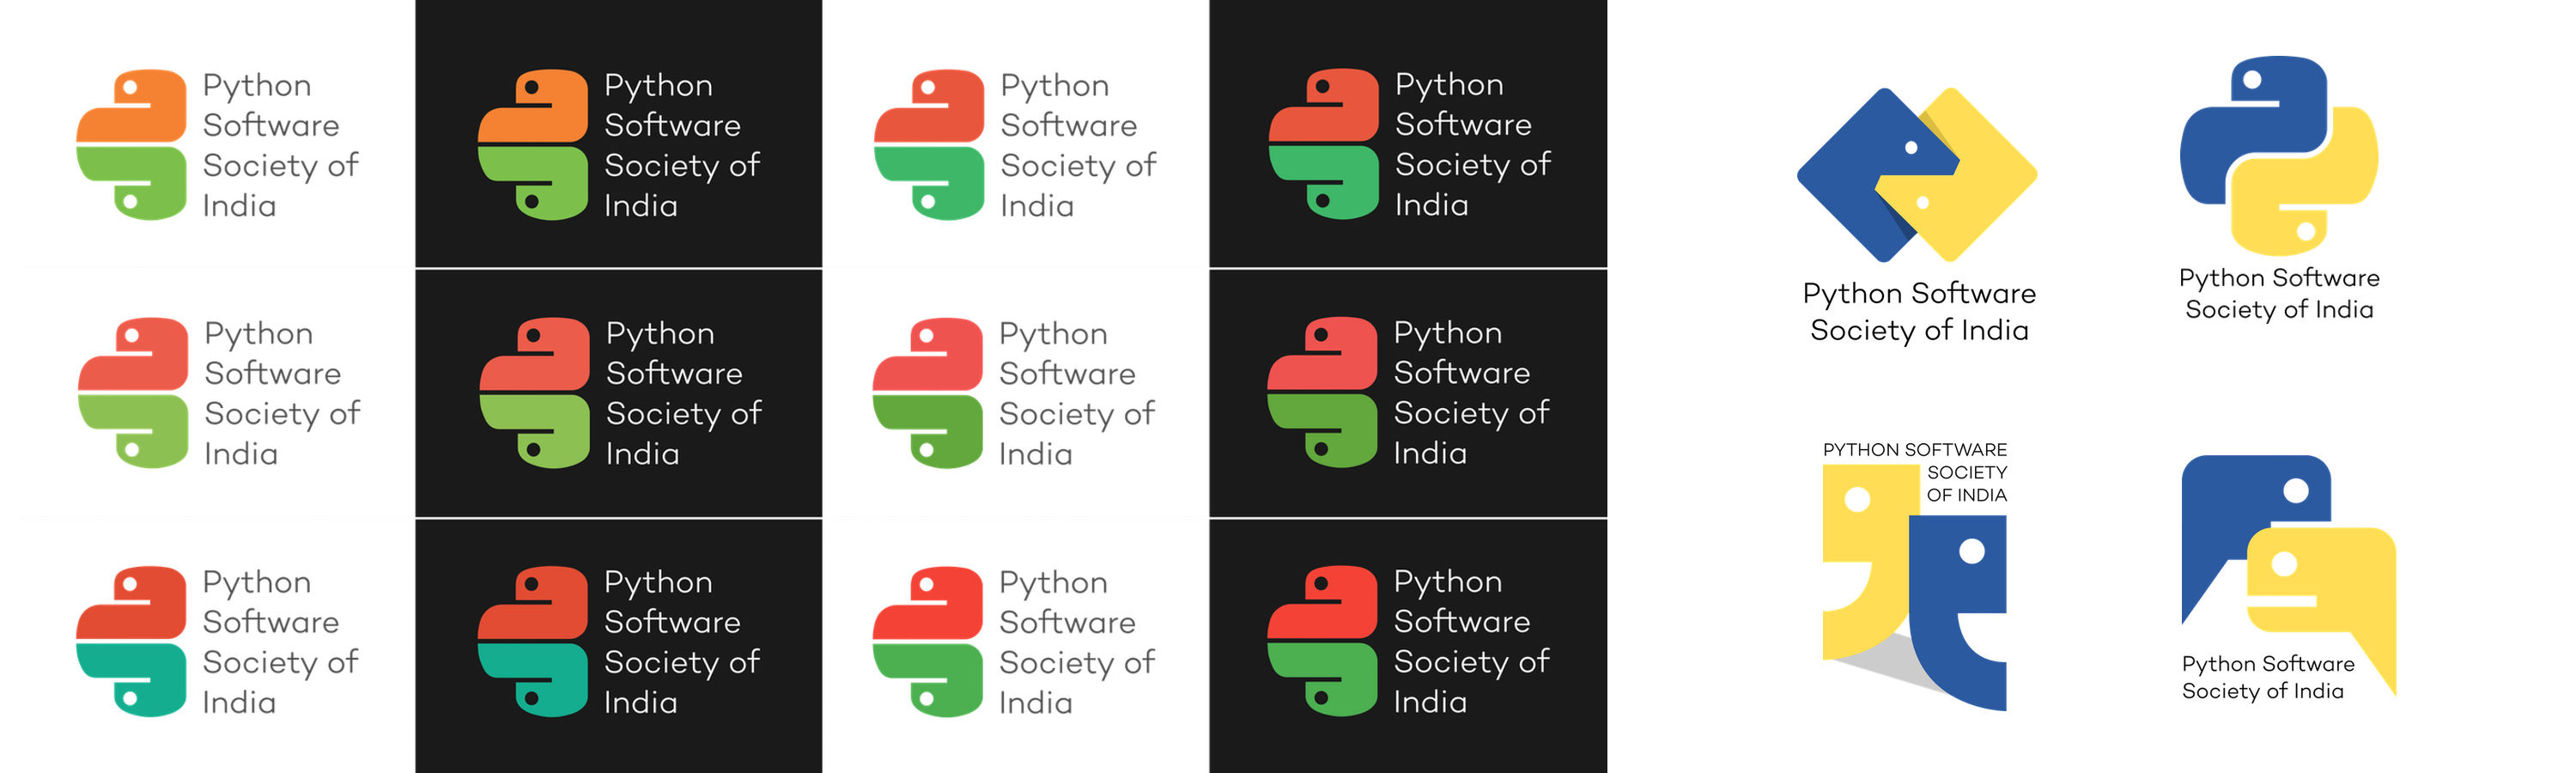 Python
Software
Society of
India
Python
Software
Society of
India
Python
Software
Society of
India
Python
Software
Society of
India
Python
Software
Society of
India
Python
Software
Society of
India
Python
Software
Society of
India
Python
Software
Society of
India
Python
Software
Society of
India
Python
Software
Society of
India
Python
Software
Society of
India
Python
Software
Society of
India
Python Software
Society of India
Python Software
Society of India
PYTHON SOFTWARE
SOCIETY
OF INDIA
Python Software
Society of India